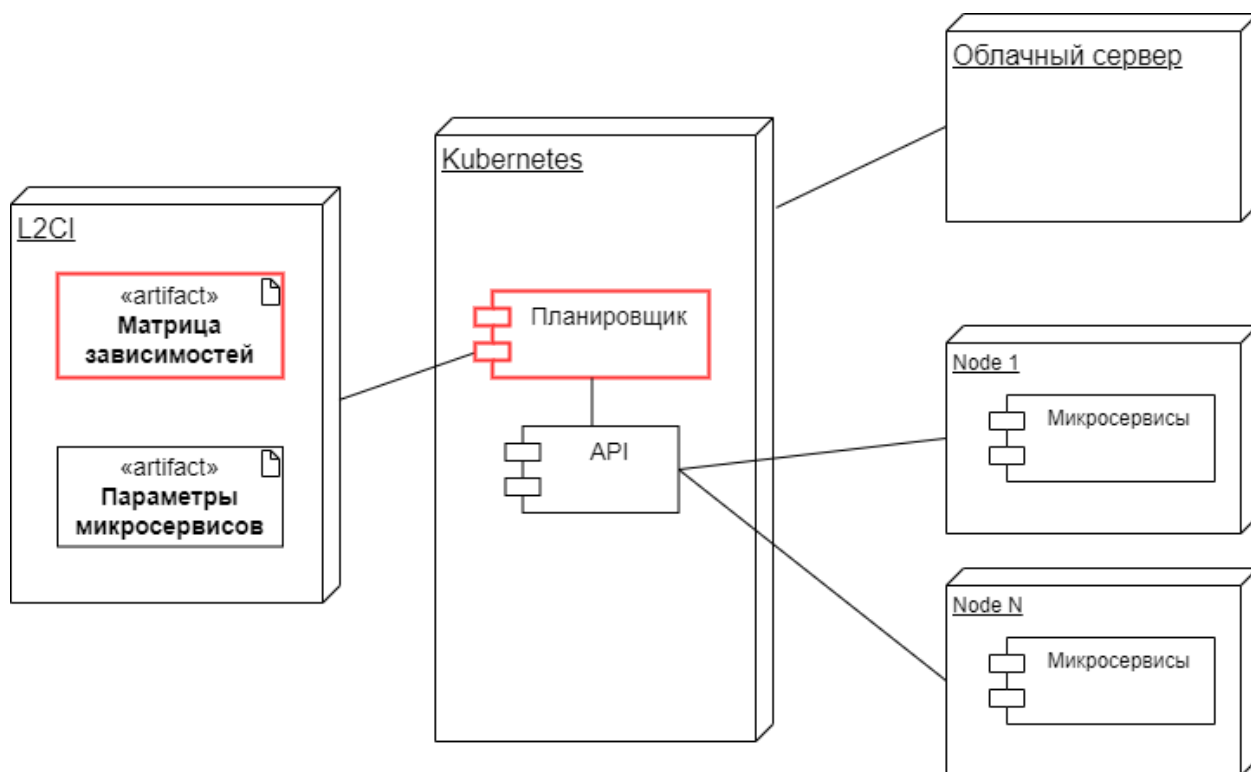 L2CI
«artifact»
Матрица
зависимостей
«artifact»
Параметры
микросервисов
Kubernetes
Планировщик
API
Облачный сервер
Node 1
Микросервисы
Node N
Микросервисы